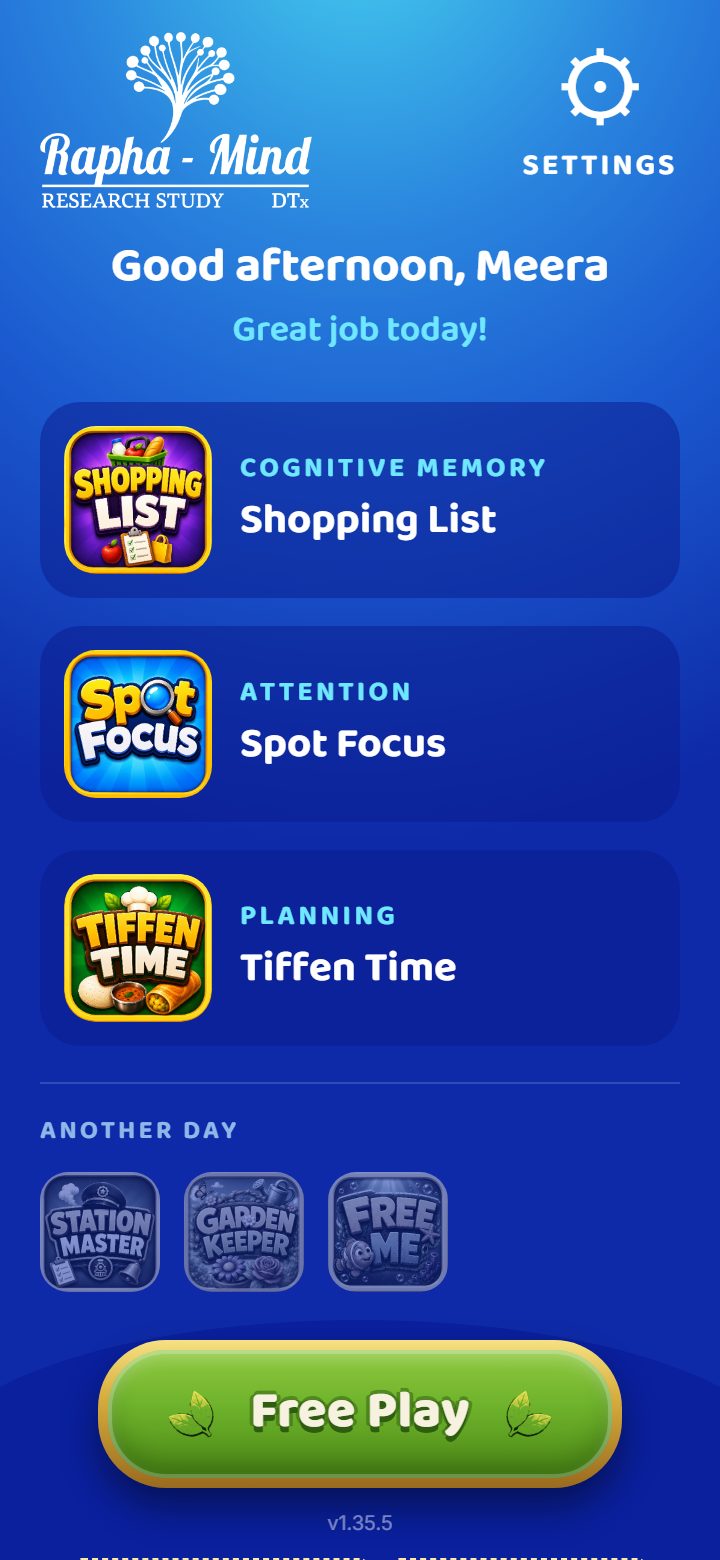 Rapha - Mind
RESEARCH STUDY DTx
SETTINGS
Good afternoon, Meera
Great job today!
SHOPPING
LIST
COGNITIVE MEMORY
Shopping List
Spot
Focus
ATTENTION
Spot Focus
TIFFEN
TIME
PLANNING
Tiffen Time
ANOTHER DAY
STATION
MASTER
GARDEN
KEEPER
FREE
ME
Free Play
v1.35.5